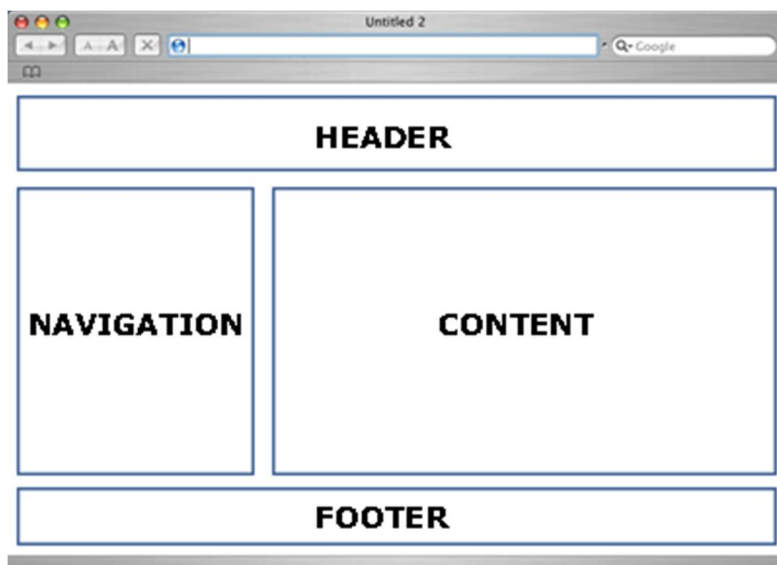 Untitled 2
A A
Google
HEADER
NAVIGATION
CONTENT
FOOTER